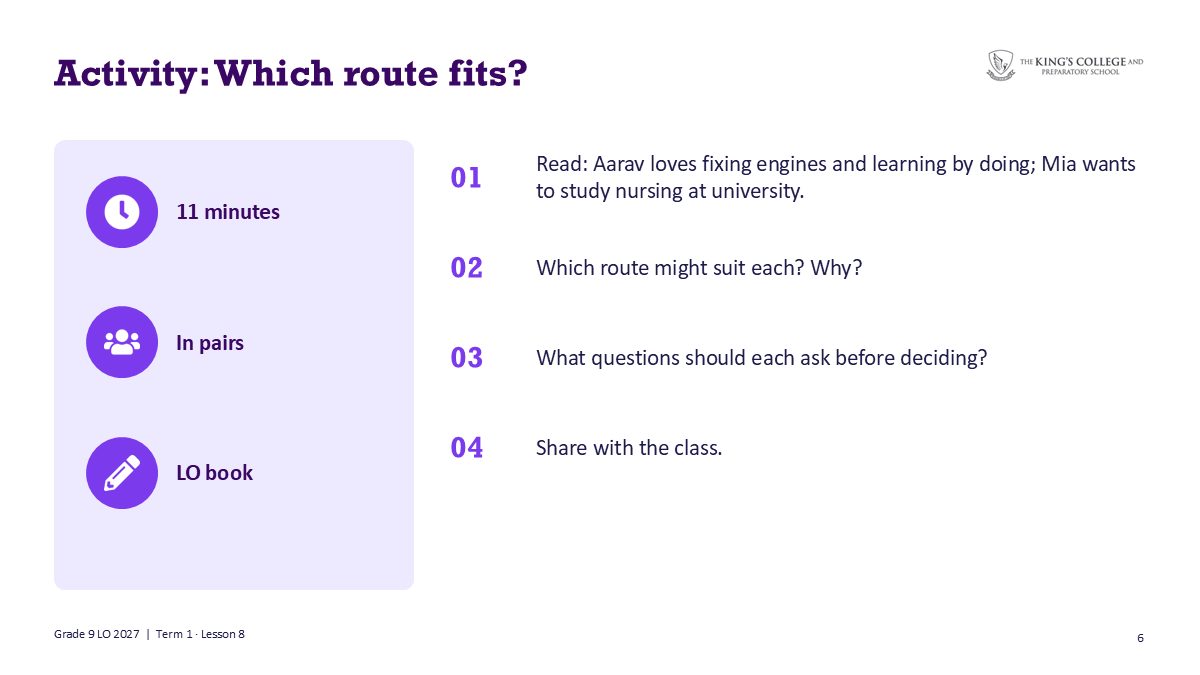 Activity: Which route fits?
THE KING'S COLLEGE AND
PREPARATORY SCHOOL
11 minutes
In pairs
LO book
01
Read: Aarav loves fixing engines and learning by doing; Mia wants
to study nursing at university.
02
Which route might suit each? Why?
03
What questions should each ask before deciding?
04
Share with the class.
Grade 9 LO 2027 | Term 1 · Lesson 8
6